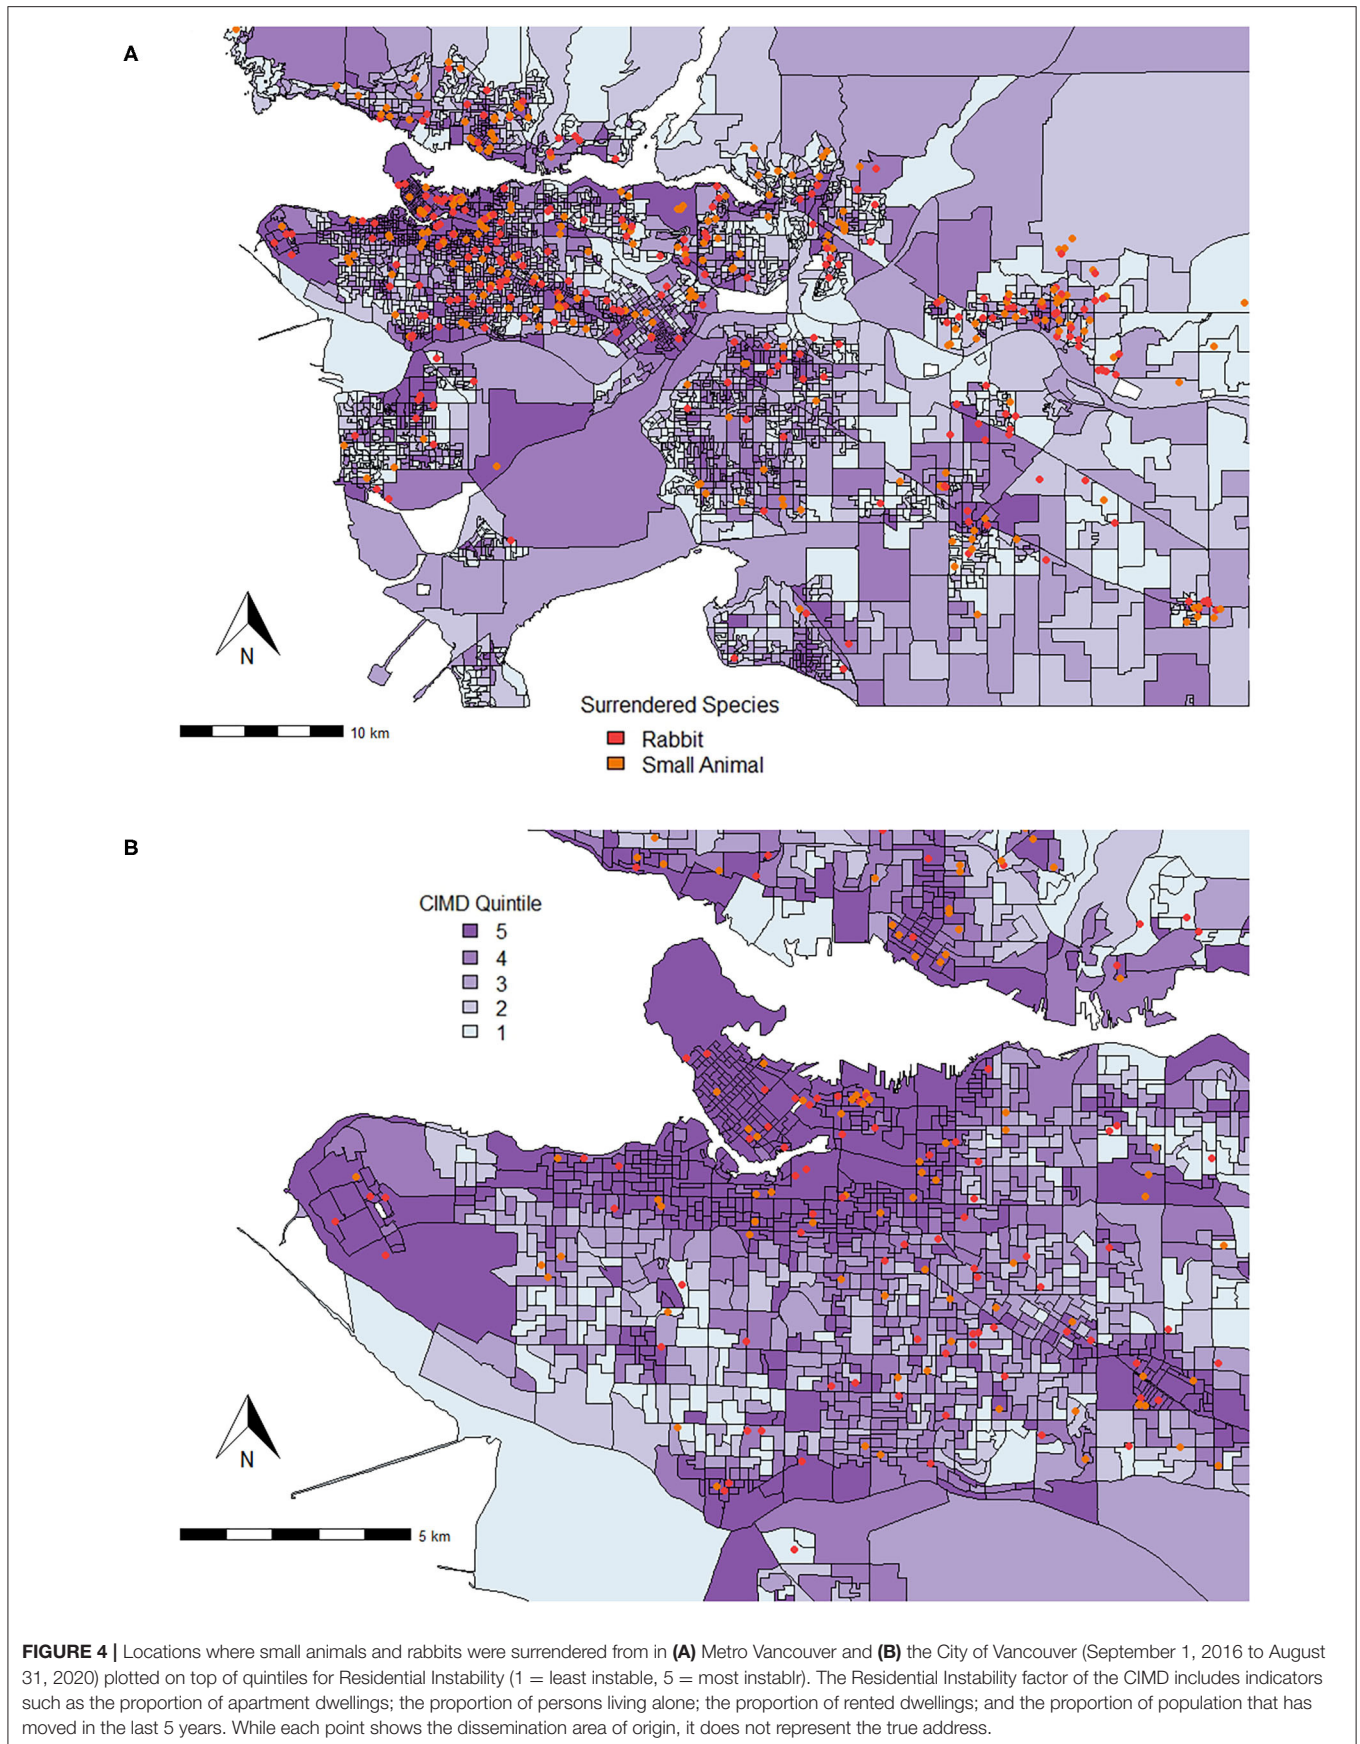 A
N
10 km
Surrendered Species
Rabbit
Small Animal
B
CIMD Quintile
5
4
3
2
1
N
5 km
FIGURE 4 | Locations where small animals and rabbits were surrendered from in (A) Metro Vancouver and (B) the City of Vancouver (September 1, 2016 to August
31, 2020) plotted on top of quintiles for Residential Instability (1 = least instable, 5 = most instablr). The Residential Instability factor of the CIMD includes indicators
such as the proportion of apartment dwellings; the proportion of persons living alone; the proportion of rented dwellings; and the proportion of population that has
moved in the last 5 years. While each point shows the dissemination area of origin, it does not represent the true address.